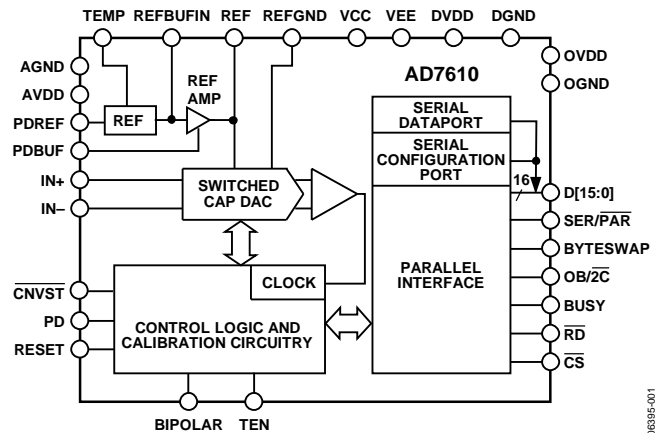 TEMP REFBUFIN REF REFGND VCC VEE DVDD DGND
AGND
AVDD
PDREF
PDBUF
IN+
IN–
CNVST
PD
RESET
REF
REF
AMP
SWITCHED
CAP DAC
CLOCK
CONTROL LOGIC AND
CALIBRATION CIRCUITRY
BIPOLAR TEN
AD7610
SERIAL
DATAPORT
SERIAL
CONFIGURATION
PORT
PARALLEL
INTERFACE
16
OVDD
OGND
D[15:0]
SER/PAR
BYTESWAP
OB/2C
BUSY
RD
CS
06395-001